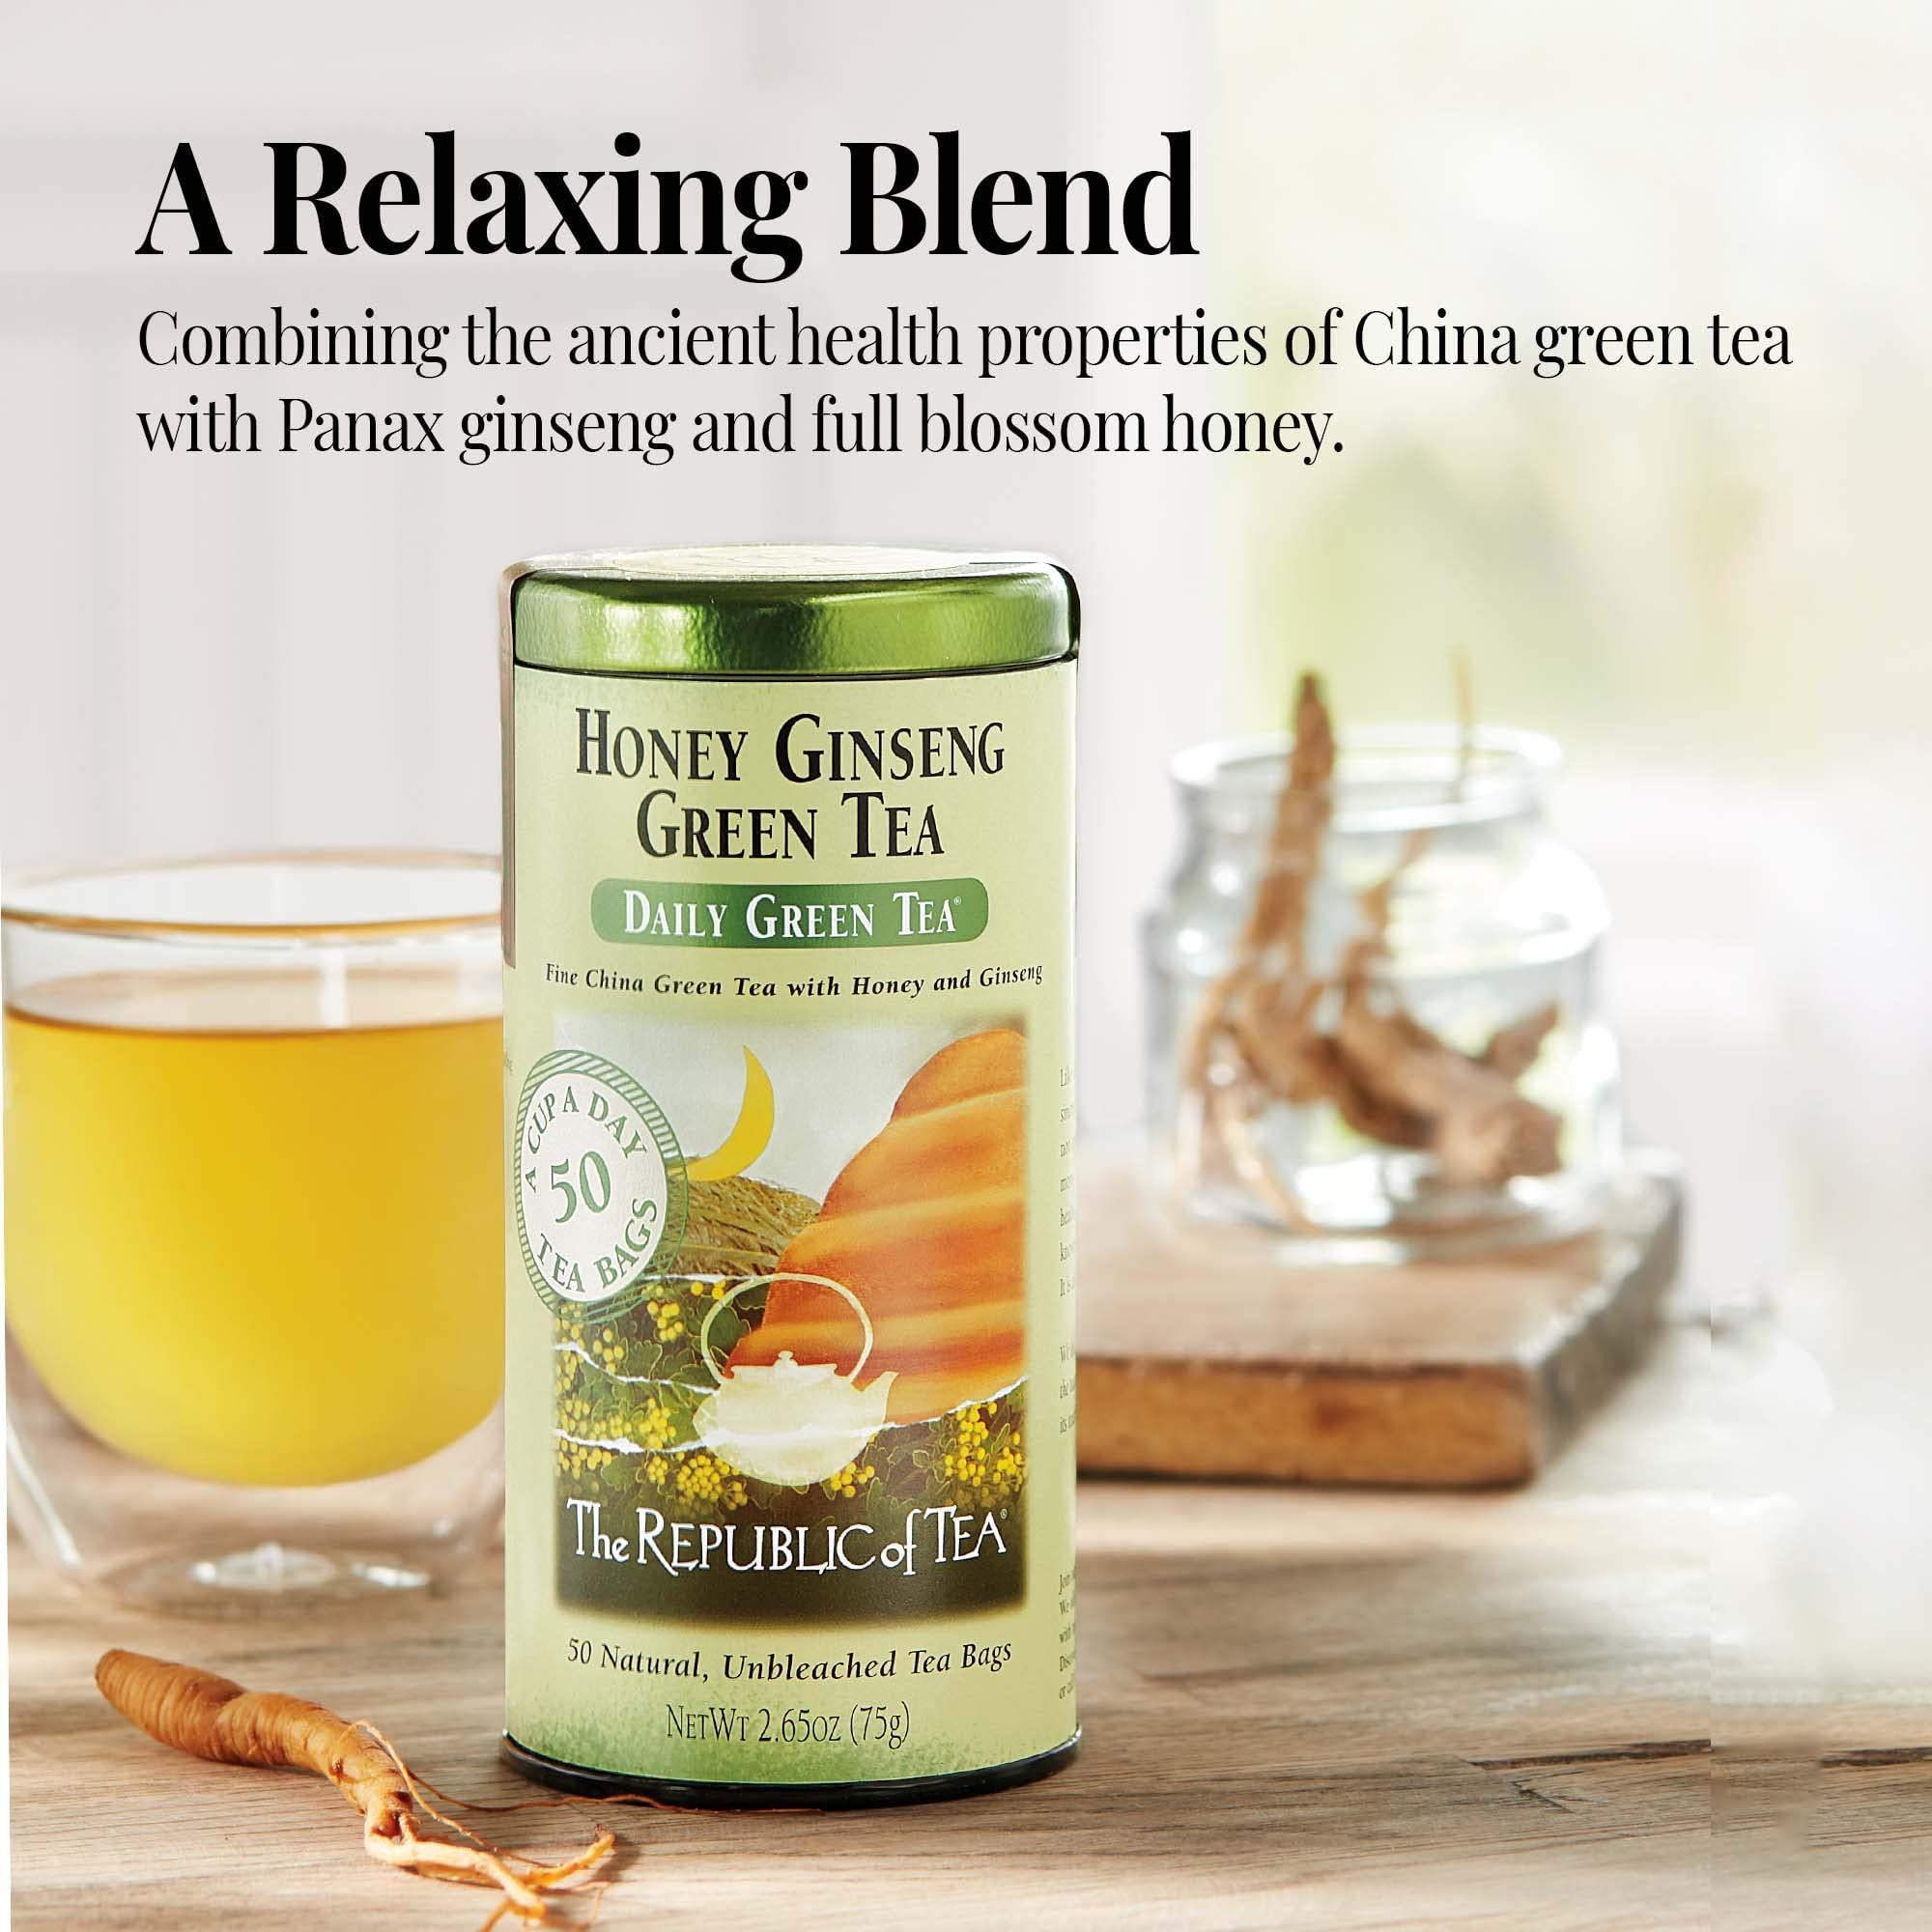 A Relaxing Blend
Combining the ancient health properties of China green tea
with Panax ginseng and full blossom honey.
HONEY GINSENG
GREEN TEA
DAILY GREEN TEA®
Fine China Green Tea with Honey and Ginseng
A CUP A DAY
50
TEA BAGS
The REPUBLIC of TEA®
50 Natural, Unbleached Tea Bags
NETWT 2.65OZ (75g)